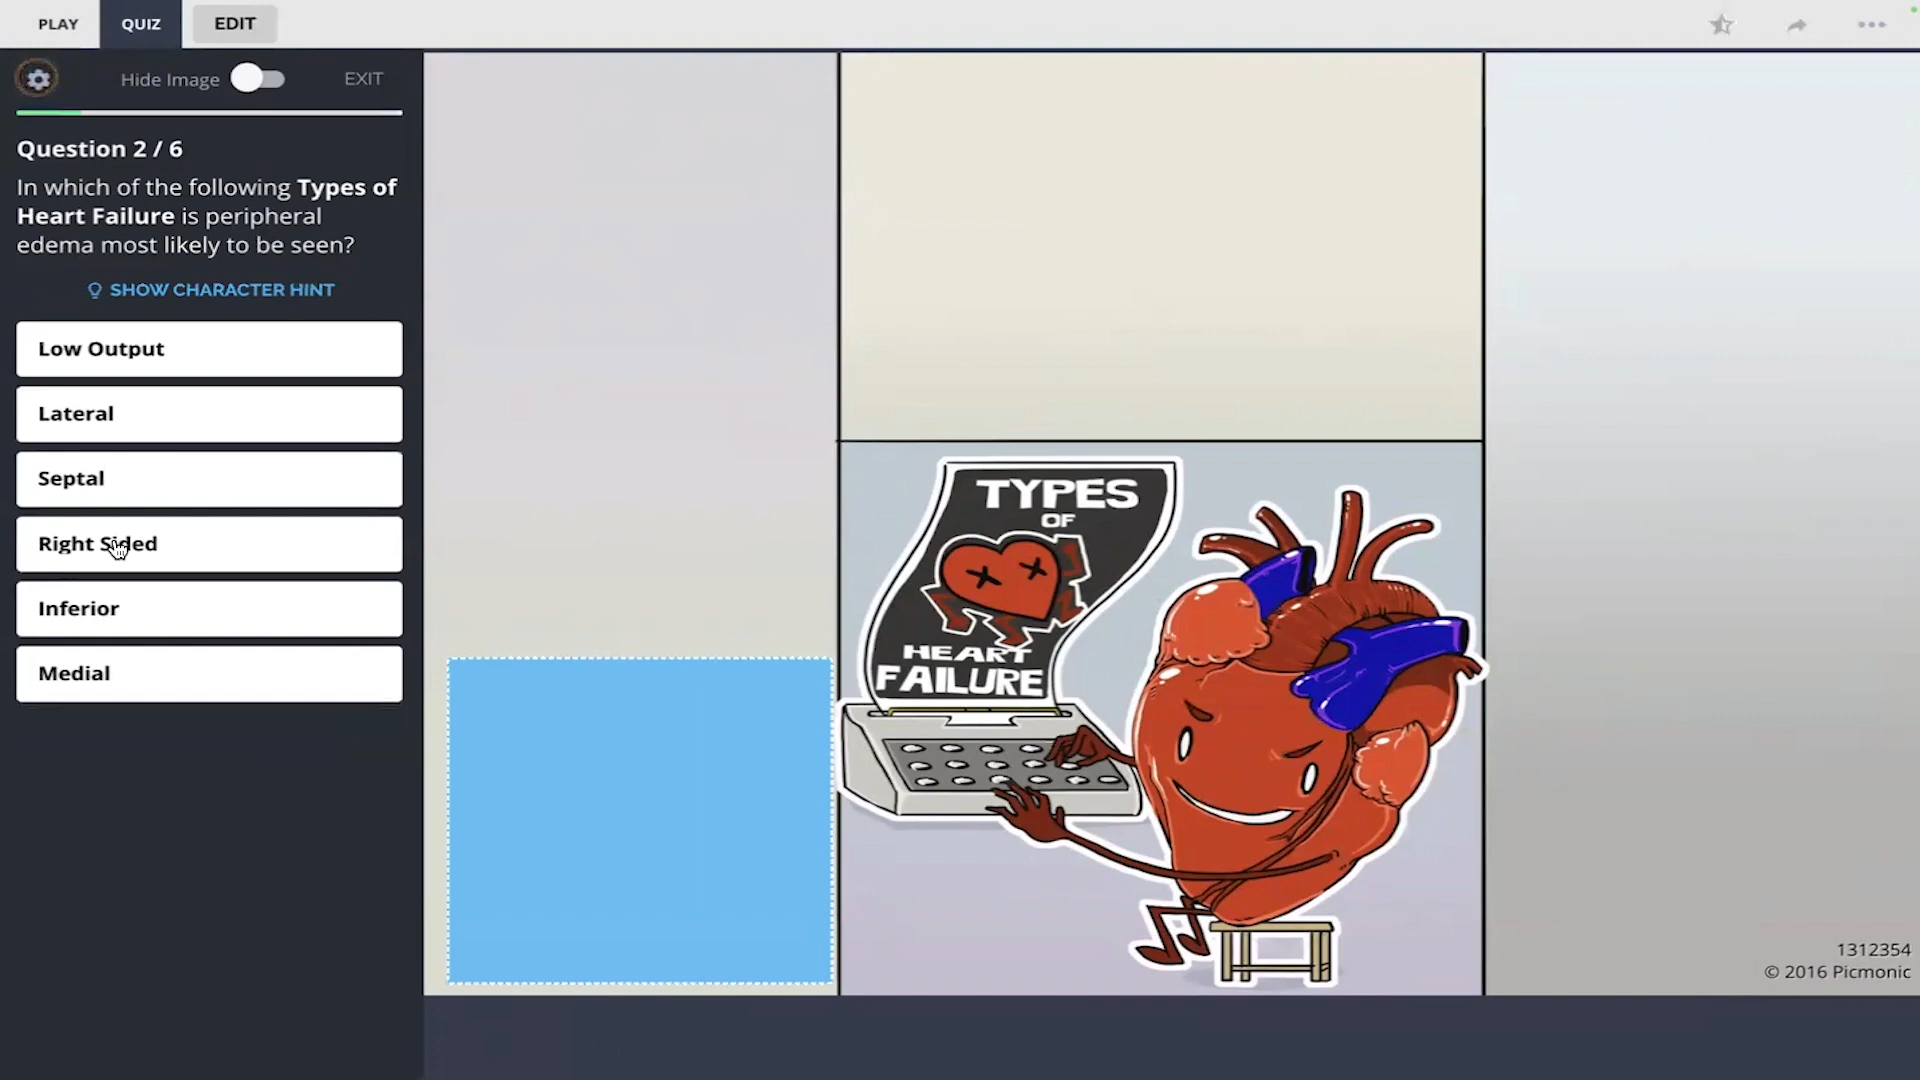 PLAY
QUIZ
EDIT
Hide Image
EXIT
Question 2 / 6
In which of the following Types of
Heart Failure is peripheral
edema most likely to be seen?
SHOW CHARACTER HINT
Low Output
Lateral
Septal
Right Sided
Inferior
Medial
TYPES
OF
HEART
FAILURE
1312354
© 2016 Picmonic